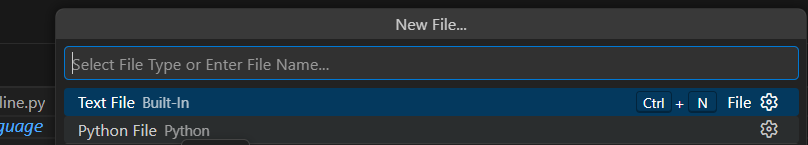 New File...
Select File Type or Enter File Name...
Text File Built-In Ctrl + N File
line.py
Python File Python
guage